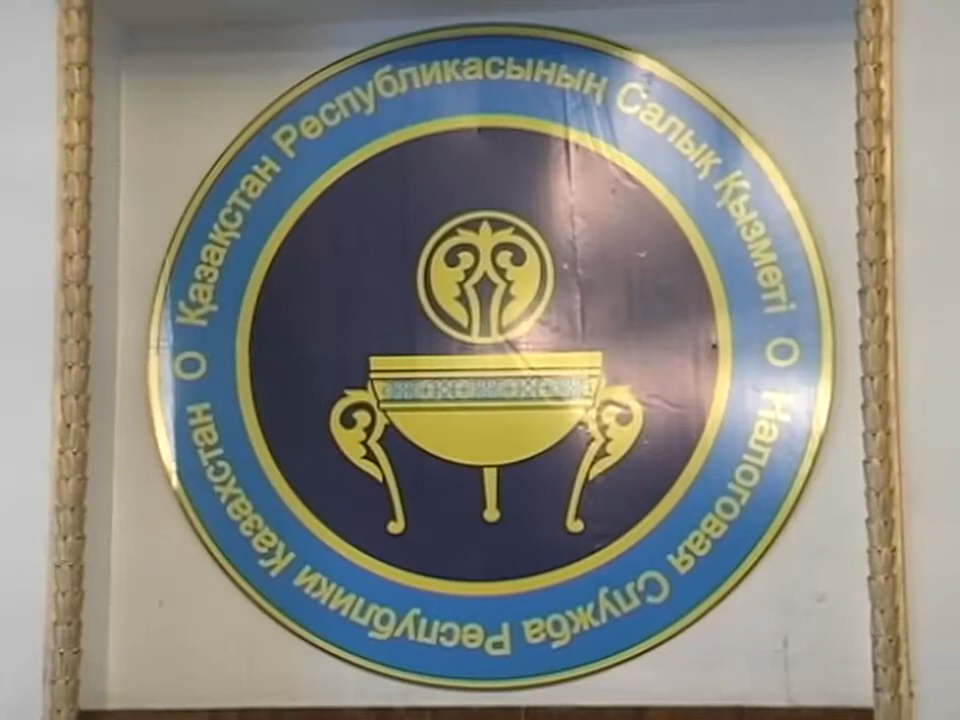 Қазақстан Республикасының Салық Қызметі
Налоговая Служба Республики Казахстан